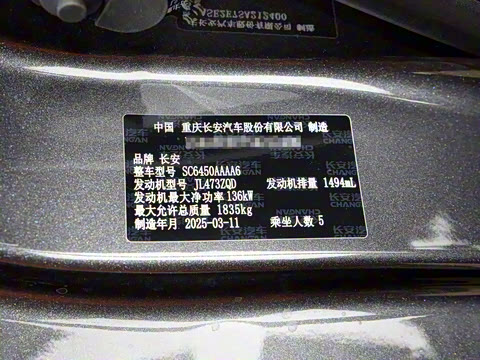 中国 重庆长安汽车股份有限公司 制造
品牌 长安
整车型号 SC6450AAAA6
发动机型号 JL473ZQD 发动机排量 1494mL
发动机最大净功率 136kW
最大允许总质量 1835kg
制造年月 2025-03-11 乘坐人数 5